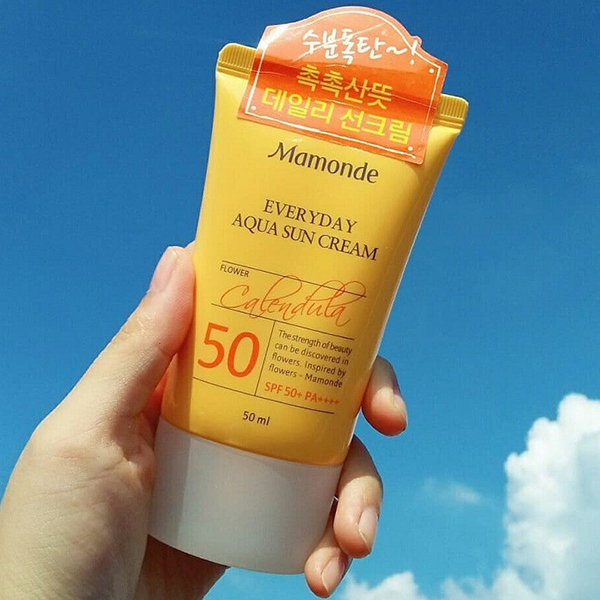 수분폭탄~!
촉촉산뜻
데일리 선크림
Mamonde
EVERYDAY
AQUA SUN CREAM
FLOWER
Calendula
50
The strength of beauty
can be discovered in
flowers. Inspired by
flowers – Mamonde
SPF 50+ PA++++
50 ml